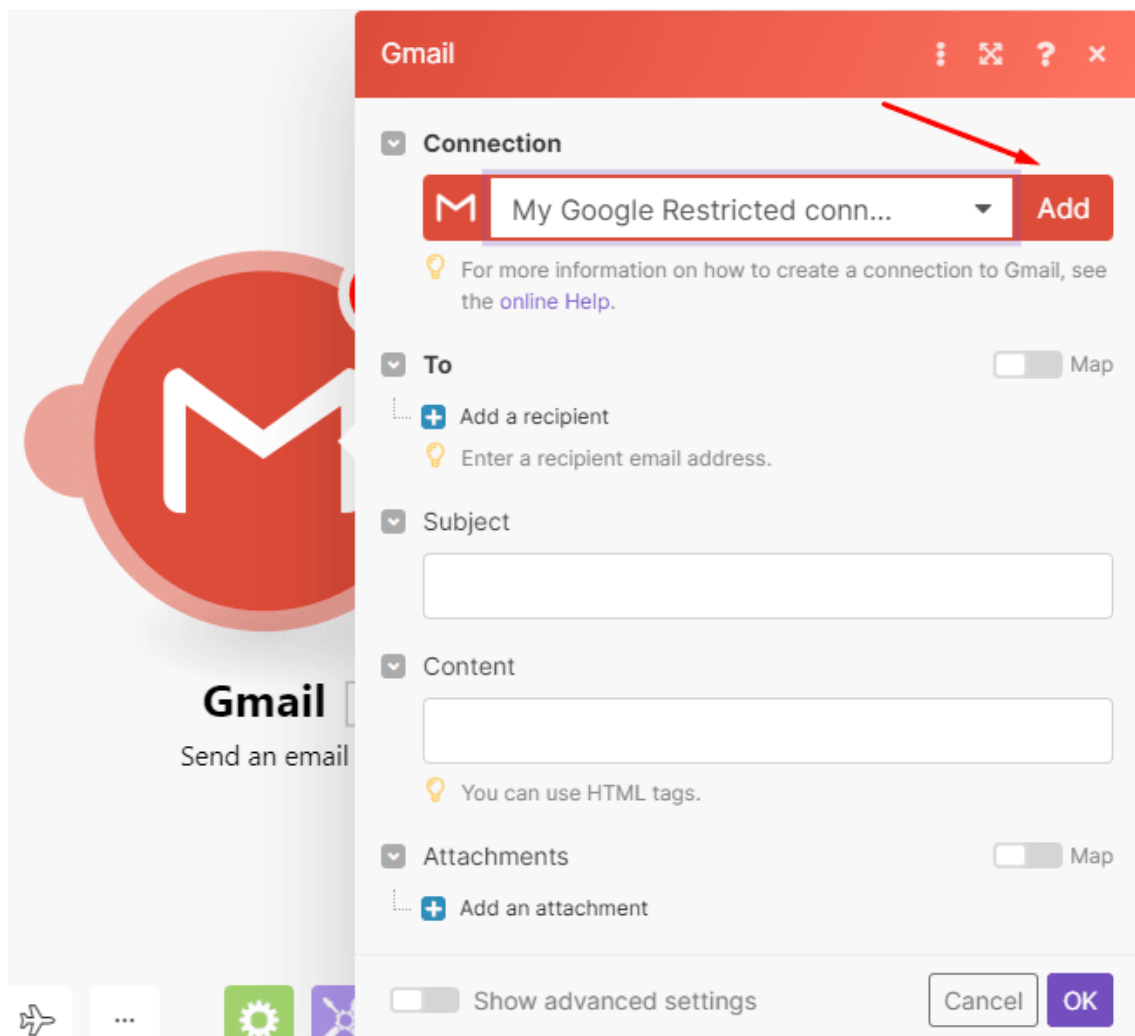 Gmail
Connection
My Google Restricted conn...
Add
For more information on how to create a connection to Gmail, see
the online Help.
To
Map
Add a recipient
Enter a recipient email address.
Subject
Content
Gmail
Send an email
You can use HTML tags.
Attachments
Map
Add an attachment
Show advanced settings
Cancel
OK